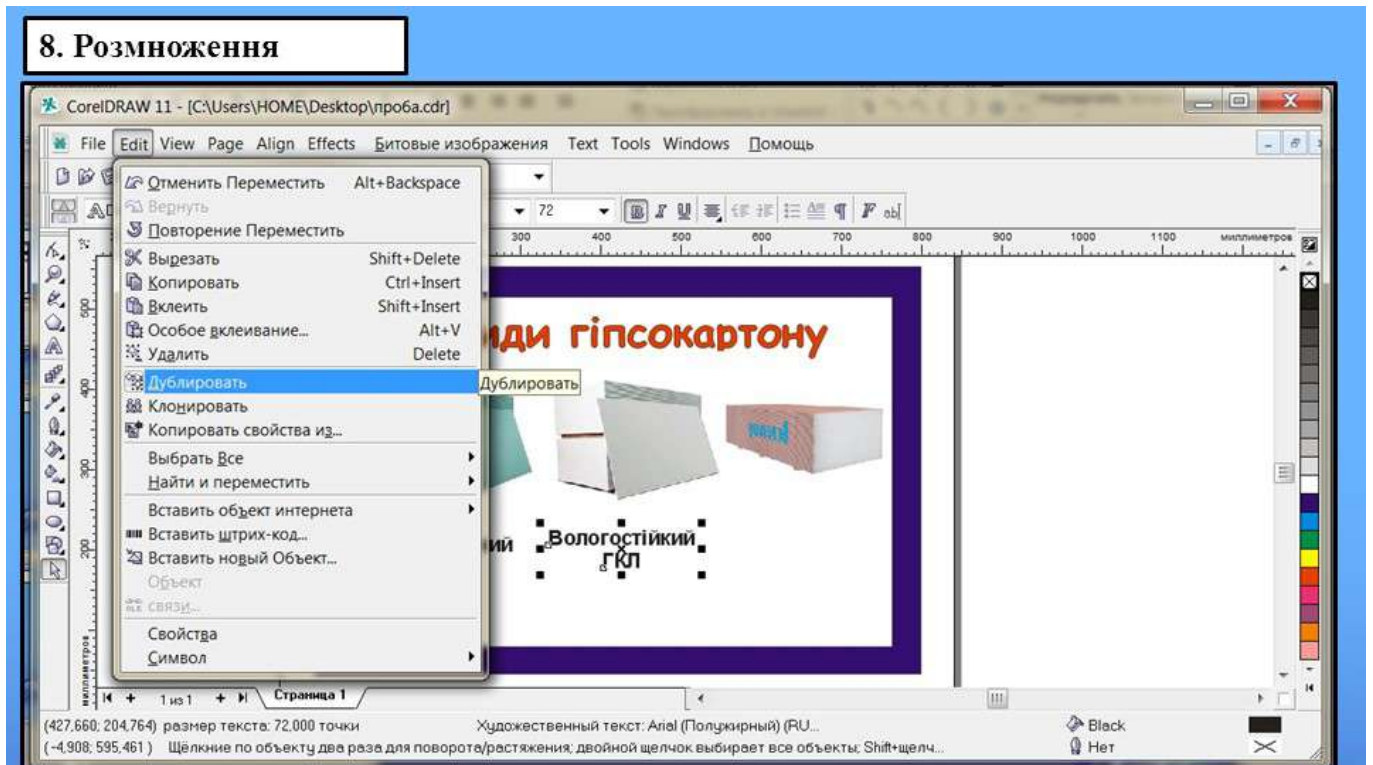 8. Розмноження
CorelDRAW 11 - [C:\Users\HOME\Desktop\проба.cdr]
File Edit View Page Align Effects Битовые изображения Text Tools Windows Помощь
Отменить Переместить Alt+Backspace
Вернуть
Повторение Переместить
Вырезать Shift+Delete
Копировать Ctrl+Insert
Вклеить Shift+Insert
Особое вклеивание... Alt+V
Удалить Delete
Дублировать
Дублировать
Клонировать
Копировать свойства из...
Выбрать Все
Найти и переместить
Вставить объект интернета
Вставить штрих-код...
Вставить новый Объект...
Объект
связи...
Свойства
Символ
72
300 400 500 600 700 800 900 1000 1100 миллиметров
500
400
300
200
миллиметров
иди гіпсокартону
ий Вологостійкий
ГКЛ
1 из 1 Страница 1
(427,660; 204,764) размер текста: 72,000 точки Художественный текст: Arial (Полужирный) (RU... Black
(-4,908; 595,461 ) Щёлкние по объекту два раза для поворота/растяжения; двойной щелчок выбирает все объекты; Shift+щелч... Нет